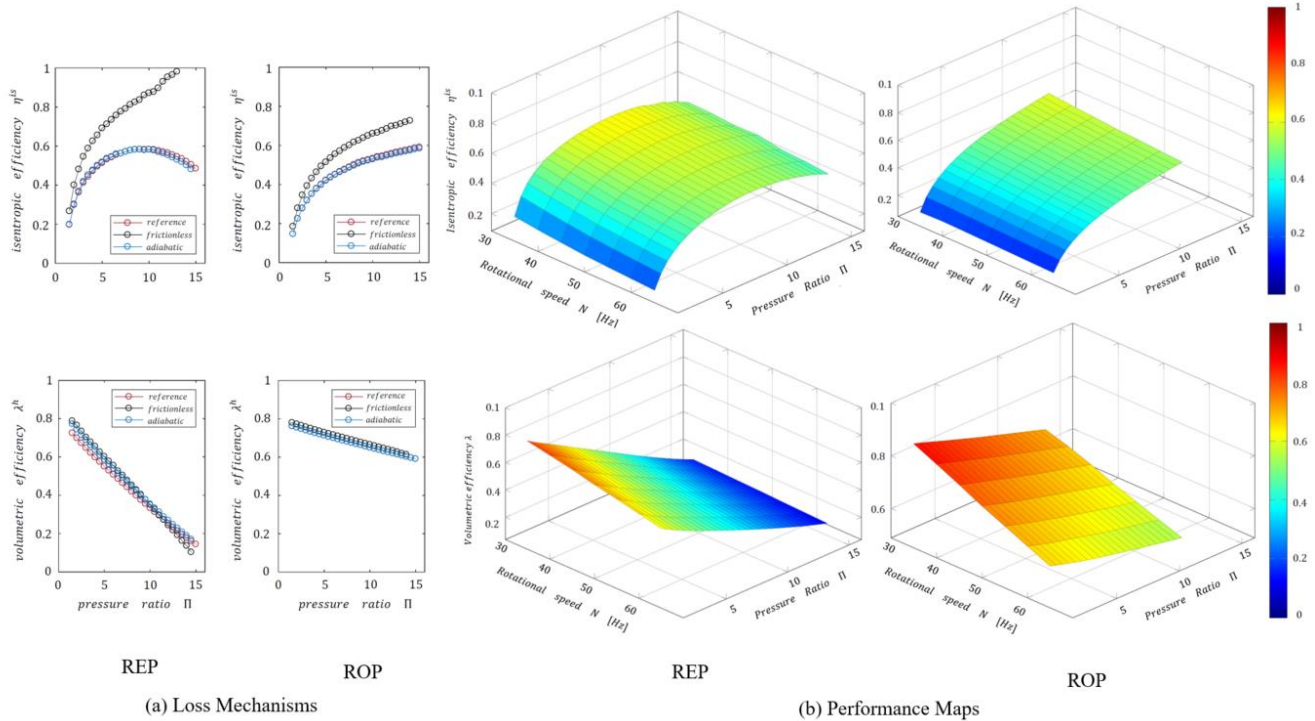 isentropic efficiency η^is
1
0.8
0.6
0.4
0.2
0
reference
frictionless
adiabatic
0 5 10 15
isentropic efficiency η^is
1
0.8
0.6
0.4
0.2
0
reference
frictionless
adiabatic
0 5 10 15
Isentropic efficiency η^is
0.1
0.8
0.6
0.4
0.2
30
40
50
60
Rotational speed N [Hz]
5
10
15
Pressure Ratio Π
Isentropic efficiency η^is
0.1
0.8
0.6
0.4
0.2
30
40
50
60
Rotational speed N [Hz]
5
10
15
Pressure Ratio Π
1
0.8
0.6
0.4
0.2
0
volumetric efficiency λ^h
1
0.8
0.6
0.4
0.2
0
reference
frictionless
adiabatic
0 5 10 15
pressure ratio Π
volumetric efficiency λ^h
1
0.8
0.6
0.4
0.2
0
reference
frictionless
adiabatic
0 5 10 15
pressure ratio Π
Volumetric efficiency λ
0.1
0.8
0.6
0.4
0.2
30
40
50
60
Rotational speed N [Hz]
5
10
15
Pressure Ratio Π
0.1
0.8
0.6
30
40
50
60
Rotational speed N [Hz]
5
10
15
Pressure Ratio Π
1
0.8
0.6
0.4
0.2
0
REP ROP REP ROP
(a) Loss Mechanisms (b) Performance Maps